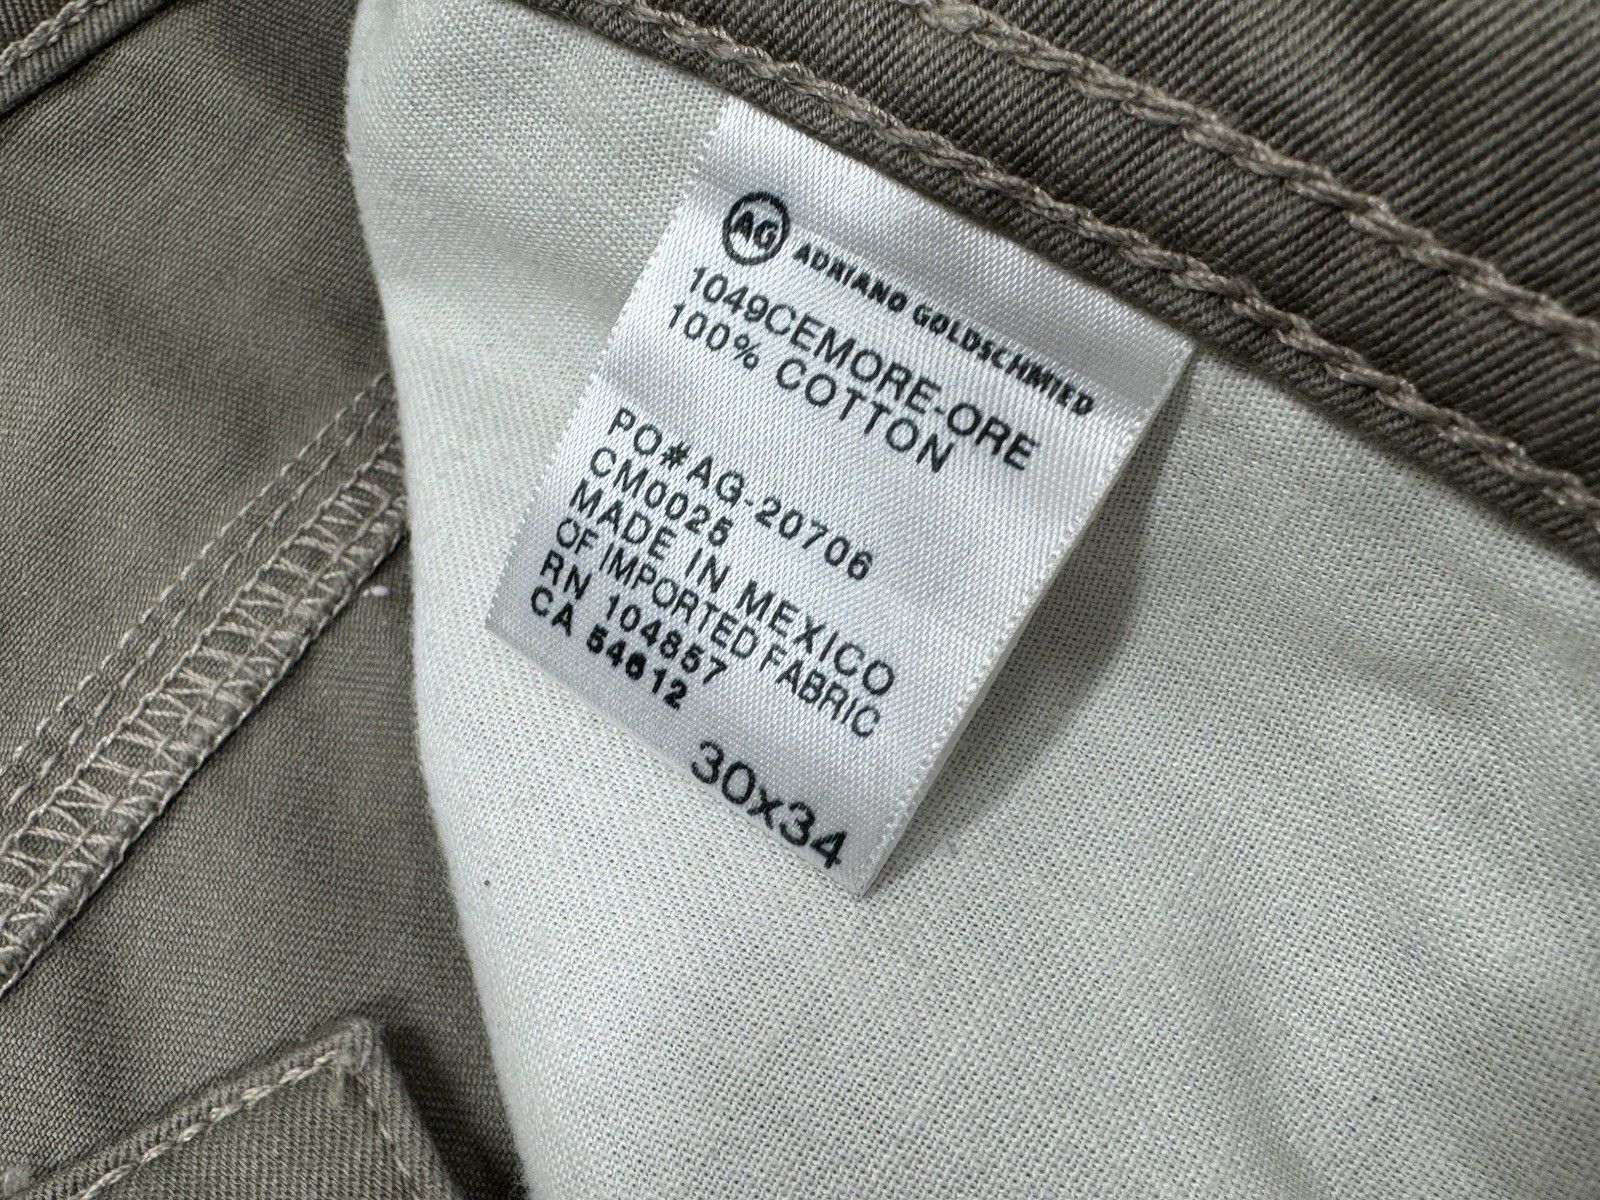 AG ADRIANO GOLDSCHMIED
1049CEMORE-ORE
100% COTTON
PO#AG-20706
CM0025
MADE IN MEXICO
OF IMPORTED FABRIC
RN 104857
CA 54612
30x34